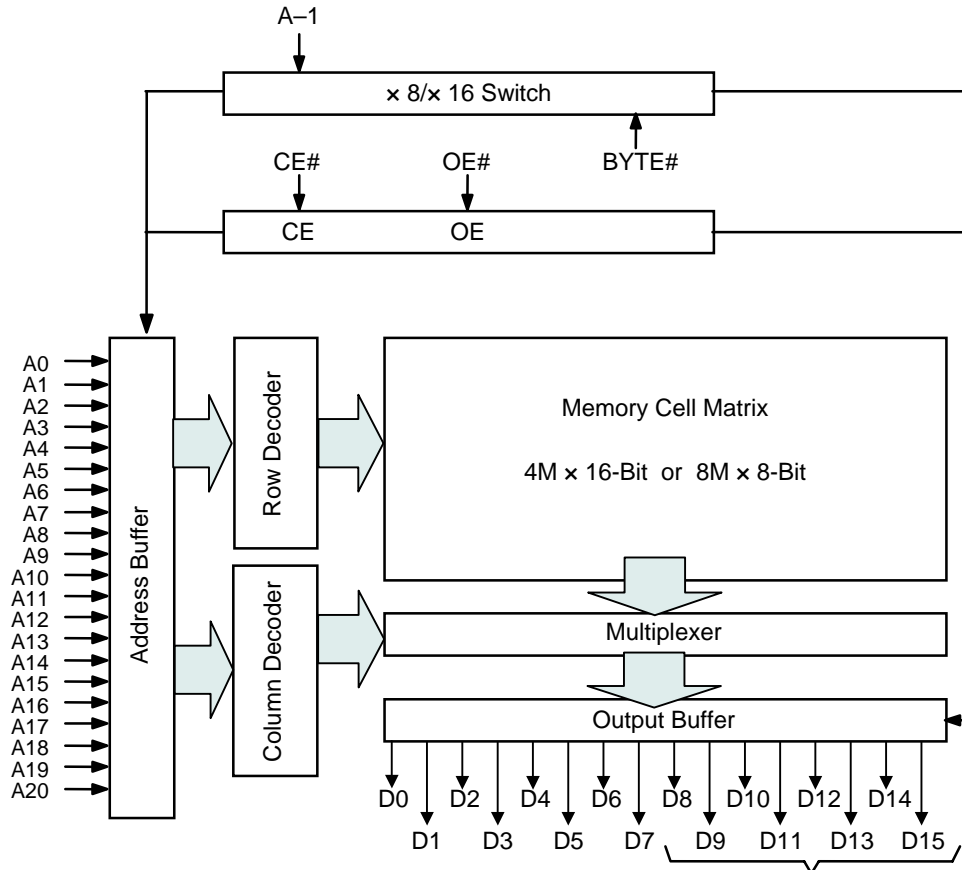 A–1
× 8/× 16 Switch
CE# OE# BYTE#
CE OE
A0
A1
A2
A3
A4
A5
A6
A7
A8
A9
A10
A11
A12
A13
A14
A15
A16
A17
A18
A19
A20
Address Buffer
Row Decoder
Column Decoder
Memory Cell Matrix
4M × 16-Bit or 8M × 8-Bit
Multiplexer
Output Buffer
D0 D2 D4 D6 D8 D10 D12 D14
D1 D3 D5 D7 D9 D11 D13 D15